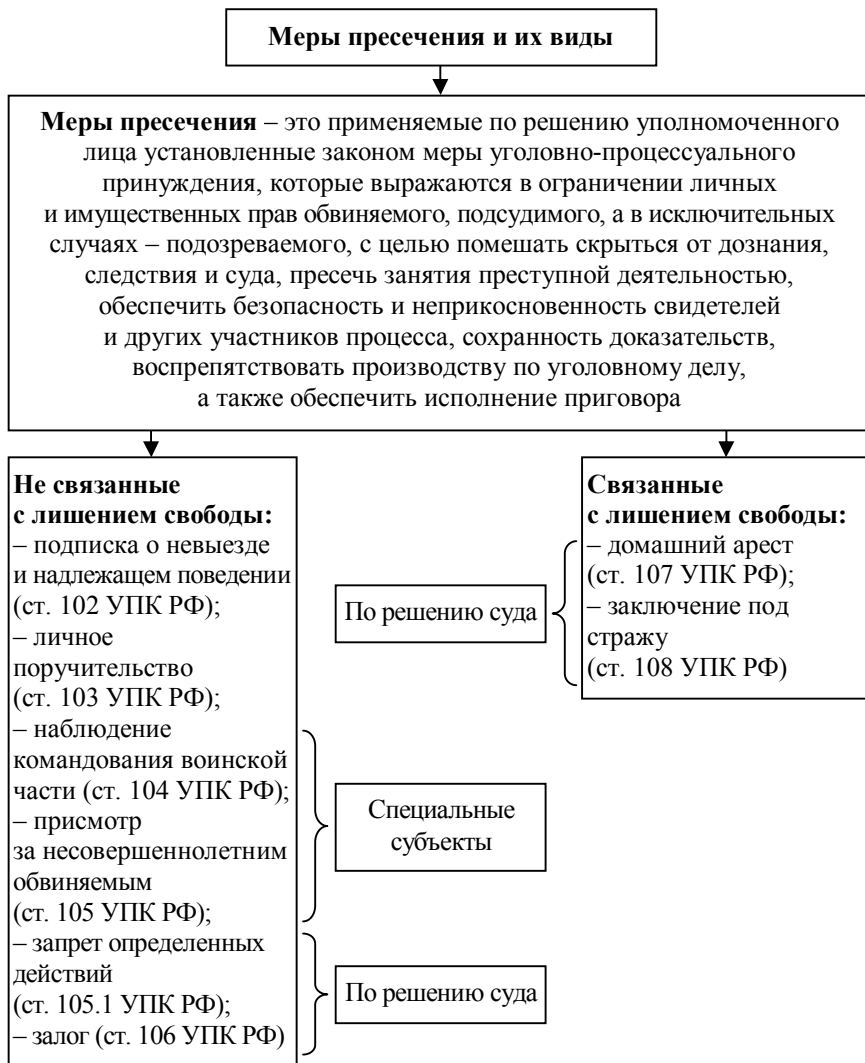 Меры пресечения и их виды
Меры пресечения – это применяемые по решению уполномоченного
лица установленные законом меры уголовно-процессуального
принуждения, которые выражаются в ограничении личных
и имущественных прав обвиняемого, подсудимого, а в исключительных
случаях – подозреваемого, с целью помешать скрыться от дознания,
следствия и суда, пресечь занятия преступной деятельностью,
обеспечить безопасность и неприкосновенность свидетелей
и других участников процесса, сохранность доказательств,
воспрепятствовать производству по уголовному делу,
а также обеспечить исполнение приговора
Не связанные
с лишением свободы:
– подписка о невыезде
и надлежащем поведении
(ст. 102 УПК РФ);
– личное
поручительство
(ст. 103 УПК РФ);
– наблюдение
командования воинской
части (ст. 104 УПК РФ);
– присмотр
за несовершеннолетним
обвиняемым
(ст. 105 УПК РФ);
– запрет определенных
действий
(ст. 105.1 УПК РФ);
– залог (ст. 106 УПК РФ)
Специальные
субъекты
По решению суда
Связанные
с лишением свободы:
– домашний арест
(ст. 107 УПК РФ);
– заключение под
стражу
(ст. 108 УПК РФ)
По решению суда